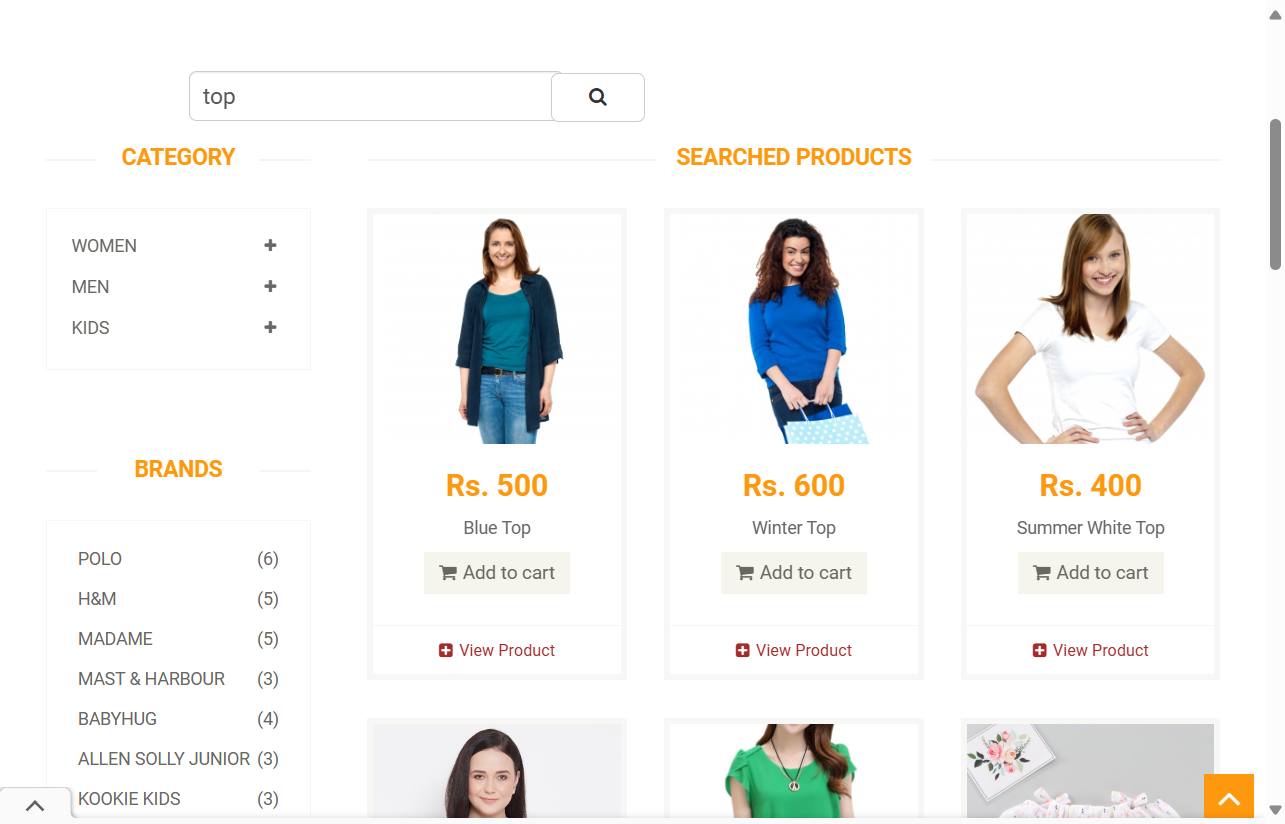 top
CATEGORY
WOMEN
MEN
KIDS
BRANDS
POLO (6)
H&M (5)
MADAME (5)
MAST & HARBOUR (3)
BABYHUG (4)
ALLEN SOLLY JUNIOR (3)
KOOKIE KIDS (3)
SEARCHED PRODUCTS
Rs. 500
Blue Top
Add to cart
View Product
Rs. 600
Winter Top
Add to cart
View Product
Rs. 400
Summer White Top
Add to cart
View Product